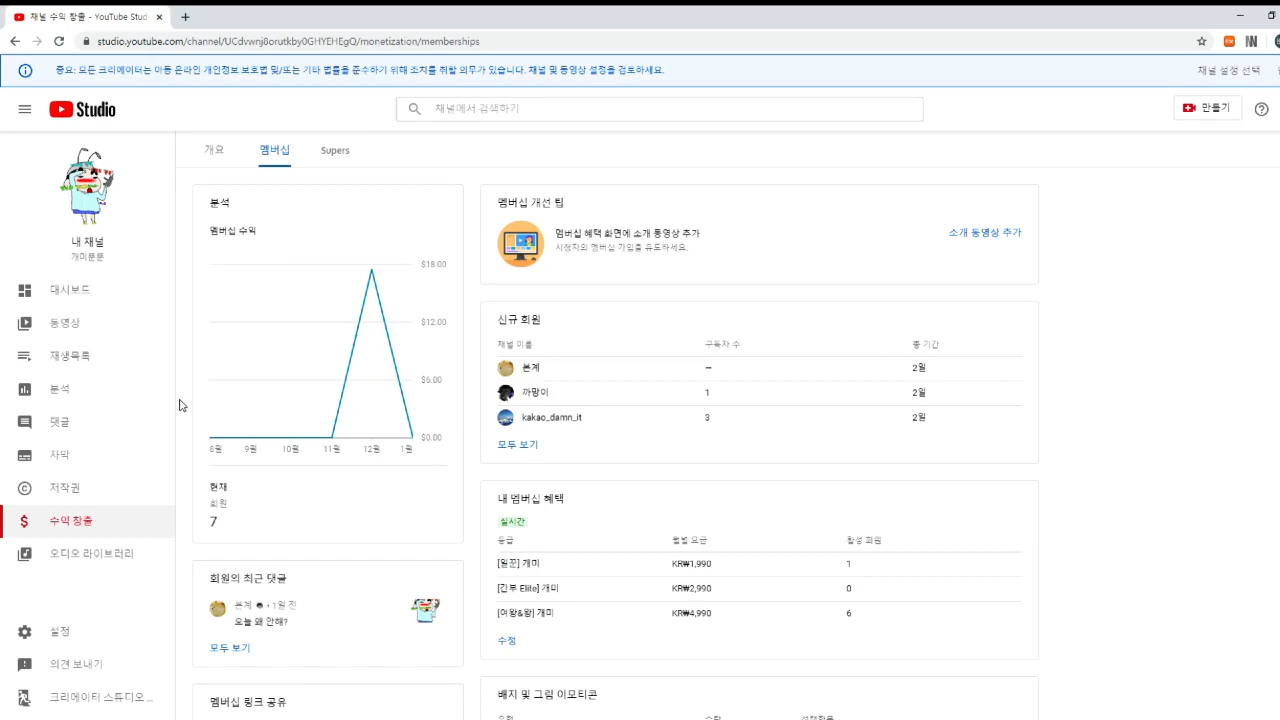 채널 수익 창출 - YouTube Stud
studio.youtube.com/channel/UCdvwnj8orutkby0GHYEHEgQ/monetization/memberships
중요: 모든 크리에이터는 아동 온라인 개인정보 보호법 및/또는 기타 법률을 준수하기 위해 조치를 취할 의무가 있습니다. 채널 및 동영상 설정을 검토하세요.
채널 설정 선택
Studio
채널에서 검색하기
만들기
내 채널
개미뿐뿐
대시보드
동영상
재생목록
분석
댓글
자막
저작권
수익 창출
오디오 라이브러리
설정
의견 보내기
크리에이터 스튜디오...
개요
멤버십
Supers
분석
멤버십 수익
$18.00
$12.00
$6.00
$0.00
8월 9월 10월 11월 12월 1월
현재
회원
7
회원의 최근 댓글
본계 • 1일 전
오늘 왜 안해?
모두 보기
멤버십 링크 공유
멤버십 개선 팁
멤버십 혜택 화면에 소개 동영상 추가
시청자의 멤버십 가입을 유도하세요.
소개 동영상 추가
신규 회원
채널 이름 구독자 수 총 기간
본계 – 2일
까망이 1 2일
kakao_damn_it 3 2일
모두 보기
내 멤버십 혜택
실시간
등급 월별 요금 활성 회원
[일꾼] 개미 KR₩1,990 1
[간부 Elite] 개미 KR₩2,990 0
[여왕&왕] 개미 KR₩4,990 6
수정
배지 및 그림 이모티콘